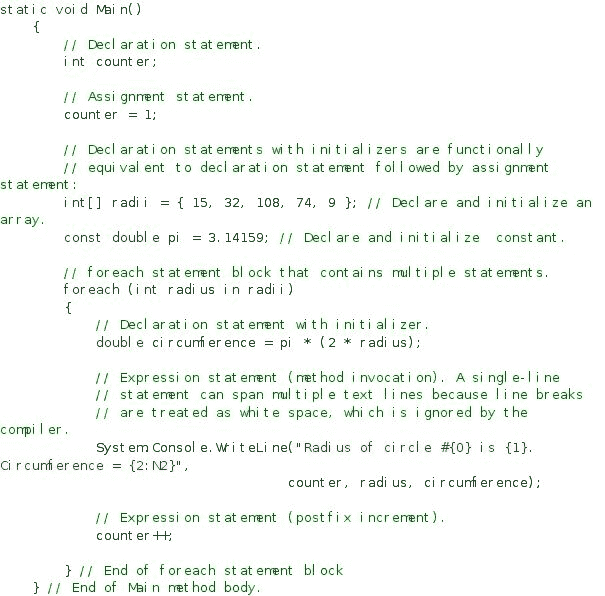 static void Main()
{
// Declaration statement.
int counter;
// Assignment statement.
counter = 1;
// Declaration statements with initializers are functionally
// equivalent to declaration statement followed by assignment
statement:
int[] radii = { 15, 32, 108, 74, 9 }; // Declare and initialize an
array.
const double pi = 3.14159; // Declare and initialize constant.
// foreach statement block that contains multiple statements.
foreach (int radius in radii)
{
// Declaration statement with initializer.
double circumference = pi * (2 * radius);
// Expression statement (method invocation). A single-line
// statement can span multiple text lines because line breaks
// are treated as white space, which is ignored by the
compiler.
System.Console.WriteLine("Radius of circle #{0} is {1}.
Circumference = {2:N2}",
counter, radius, circumference);
// Expression statement (postfix increment).
counter++;
} // End of foreach statement block
} // End of Main method body.